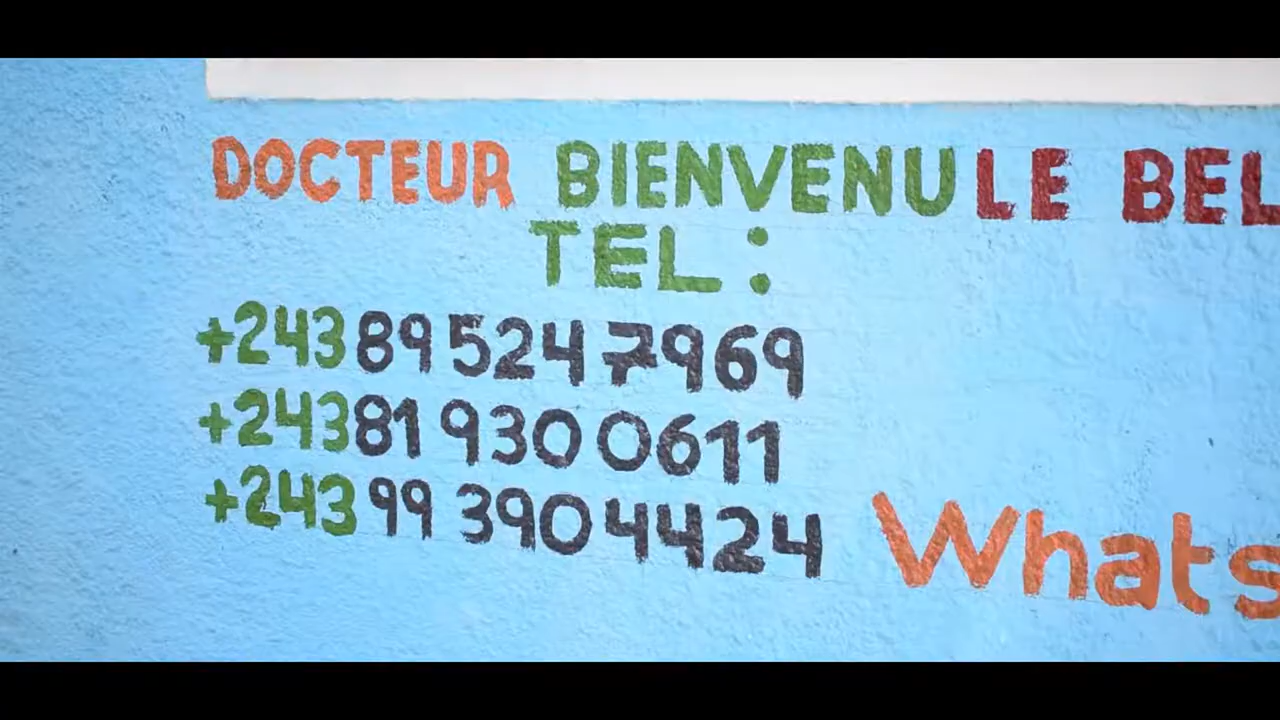 DOCTEUR BIENVENU LE BEL
TEL :
+243 89 524 7969
+243 81 930 0611
+243 99 390 4424
Whats